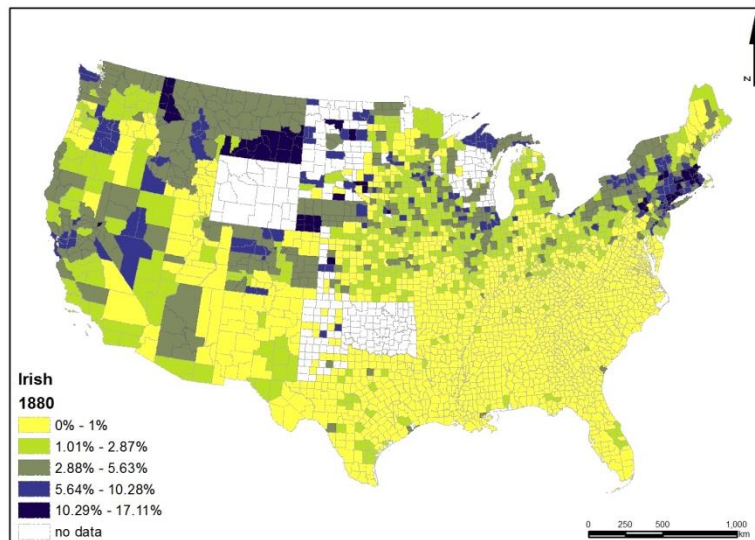 N
Irish
1880
0% - 1%
1.01% - 2.87%
2.88% - 5.63%
5.64% - 10.28%
10.29% - 17.11%
no data
0 250 500 1,000
km